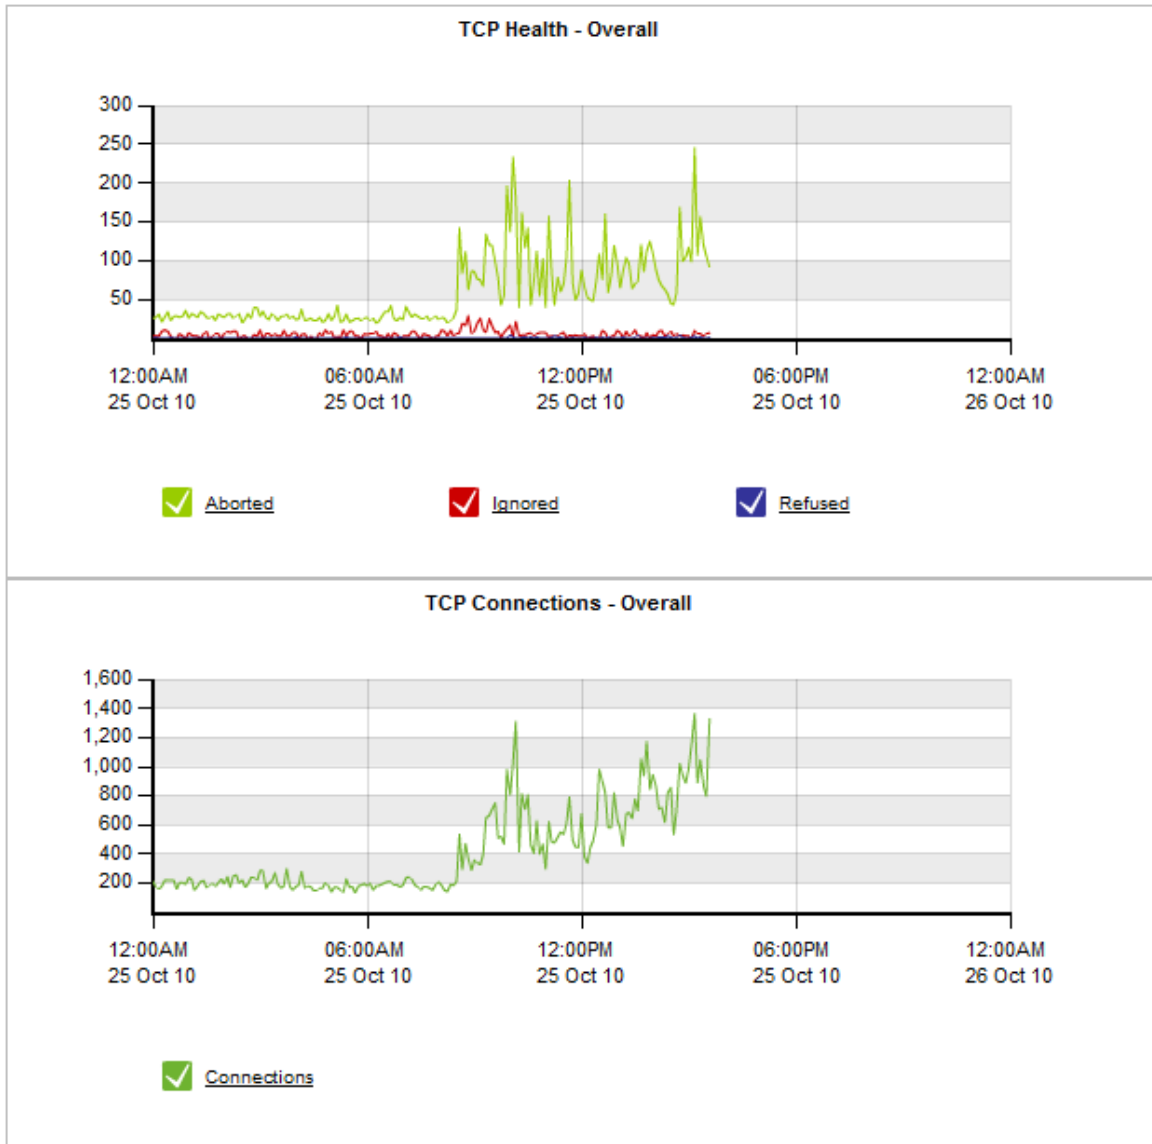 TCP Health - Overall
300
250
200
150
100
50
12:00AM 06:00AM 12:00PM 06:00PM 12:00AM
25 Oct 10 25 Oct 10 25 Oct 10 25 Oct 10 26 Oct 10
Aborted Ignored Refused
TCP Connections - Overall
1,600
1,400
1,200
1,000
800
600
400
200
12:00AM 06:00AM 12:00PM 06:00PM 12:00AM
25 Oct 10 25 Oct 10 25 Oct 10 25 Oct 10 26 Oct 10
Connections